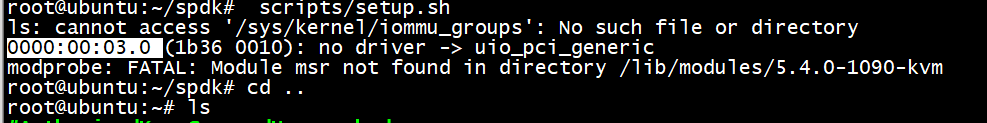 root@ubuntu:~/spdk#  scripts/setup.sh
ls: cannot access '/sys/kernel/iommu_groups': No such file or directory
0000:00:03.0 (1b36 0010): no driver -> uio_pci_generic
modprobe: FATAL: Module msr not found in directory /lib/modules/5.4.0-1090-kvm
root@ubuntu:~/spdk# cd ..
root@ubuntu:~# ls